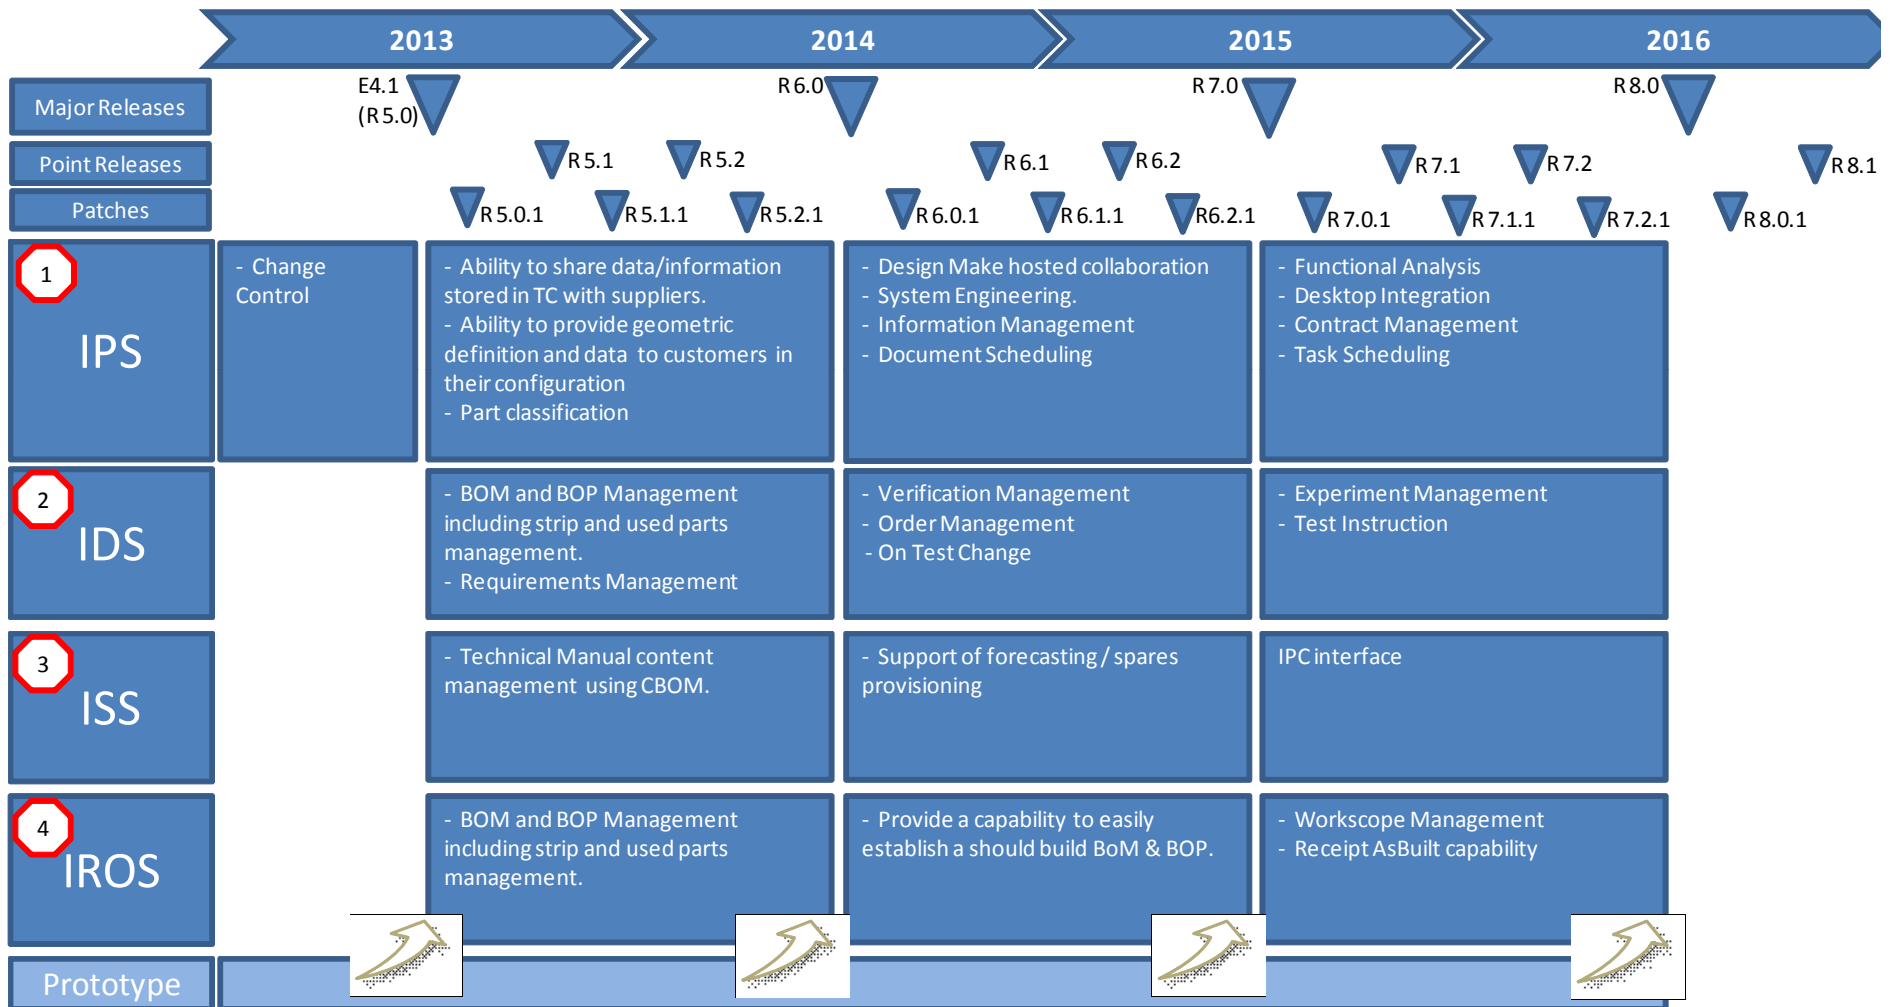 2013
2014
2015
2016
Major Releases
E4.1
(R5.0)
R6.0
R7.0
R8.0
Point Releases
R5.1
R5.2
R6.1
R6.2
R7.1
R7.2
R8.1
Patches
R5.0.1
R5.1.1
R5.2.1
R6.0.1
R6.1.1
R6.2.1
R7.0.1
R7.1.1
R7.2.1
R8.0.1
1
IPS
- Change
Control
- Ability to share data/information
stored in TC with suppliers.
- Ability to provide geometric
definition and data to customers in
their configuration
- Part classification
- Design Make hosted collaboration
- System Engineering.
- Information Management
- Document Scheduling
- Functional Analysis
- Desktop Integration
- Contract Management
- Task Scheduling
2
IDS
- BOM and BOP Management
including strip and used parts
management.
- Requirements Management
- Verification Management
- Order Management
- On Test Change
- Experiment Management
- Test Instruction
3
ISS
- Technical Manual content
management using CBOM.
- Support of forecasting / spares
provisioning
IPC interface
4
IROS
- BOM and BOP Management
including strip and used parts
management.
- Provide a capability to easily
establish a should build BoM & BOP.
- Workscope Management
- Receipt AsBuilt capability
Prototype